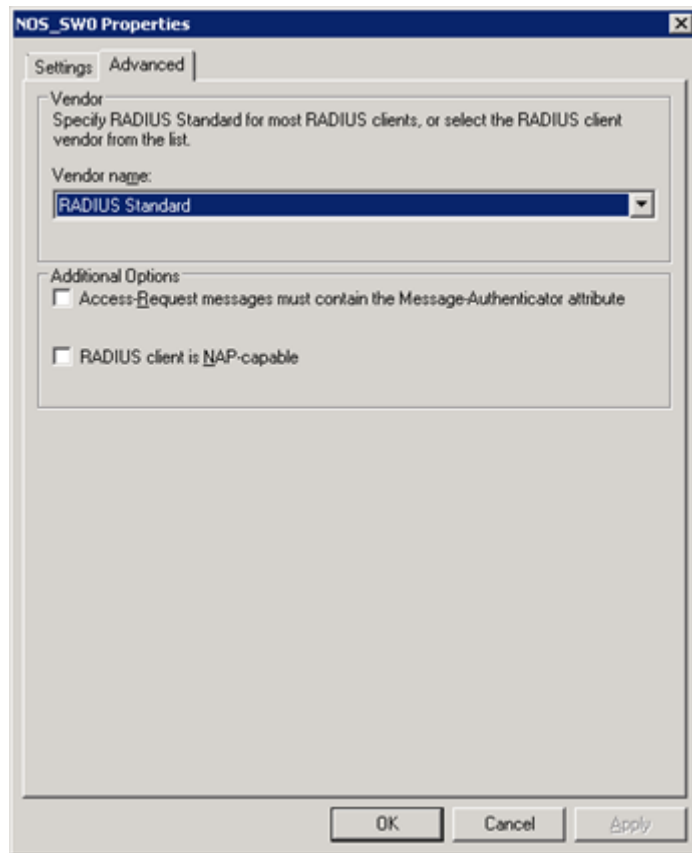 NOS_SW0 Properties
Settings
Advanced
Vendor
Specify RADIUS Standard for most RADIUS clients, or select the RADIUS client
vendor from the list.
Vendor name:
RADIUS Standard
Additional Options
Access-Request messages must contain the Message-Authenticator attribute
RADIUS client is NAP-capable
OK
Cancel
Apply